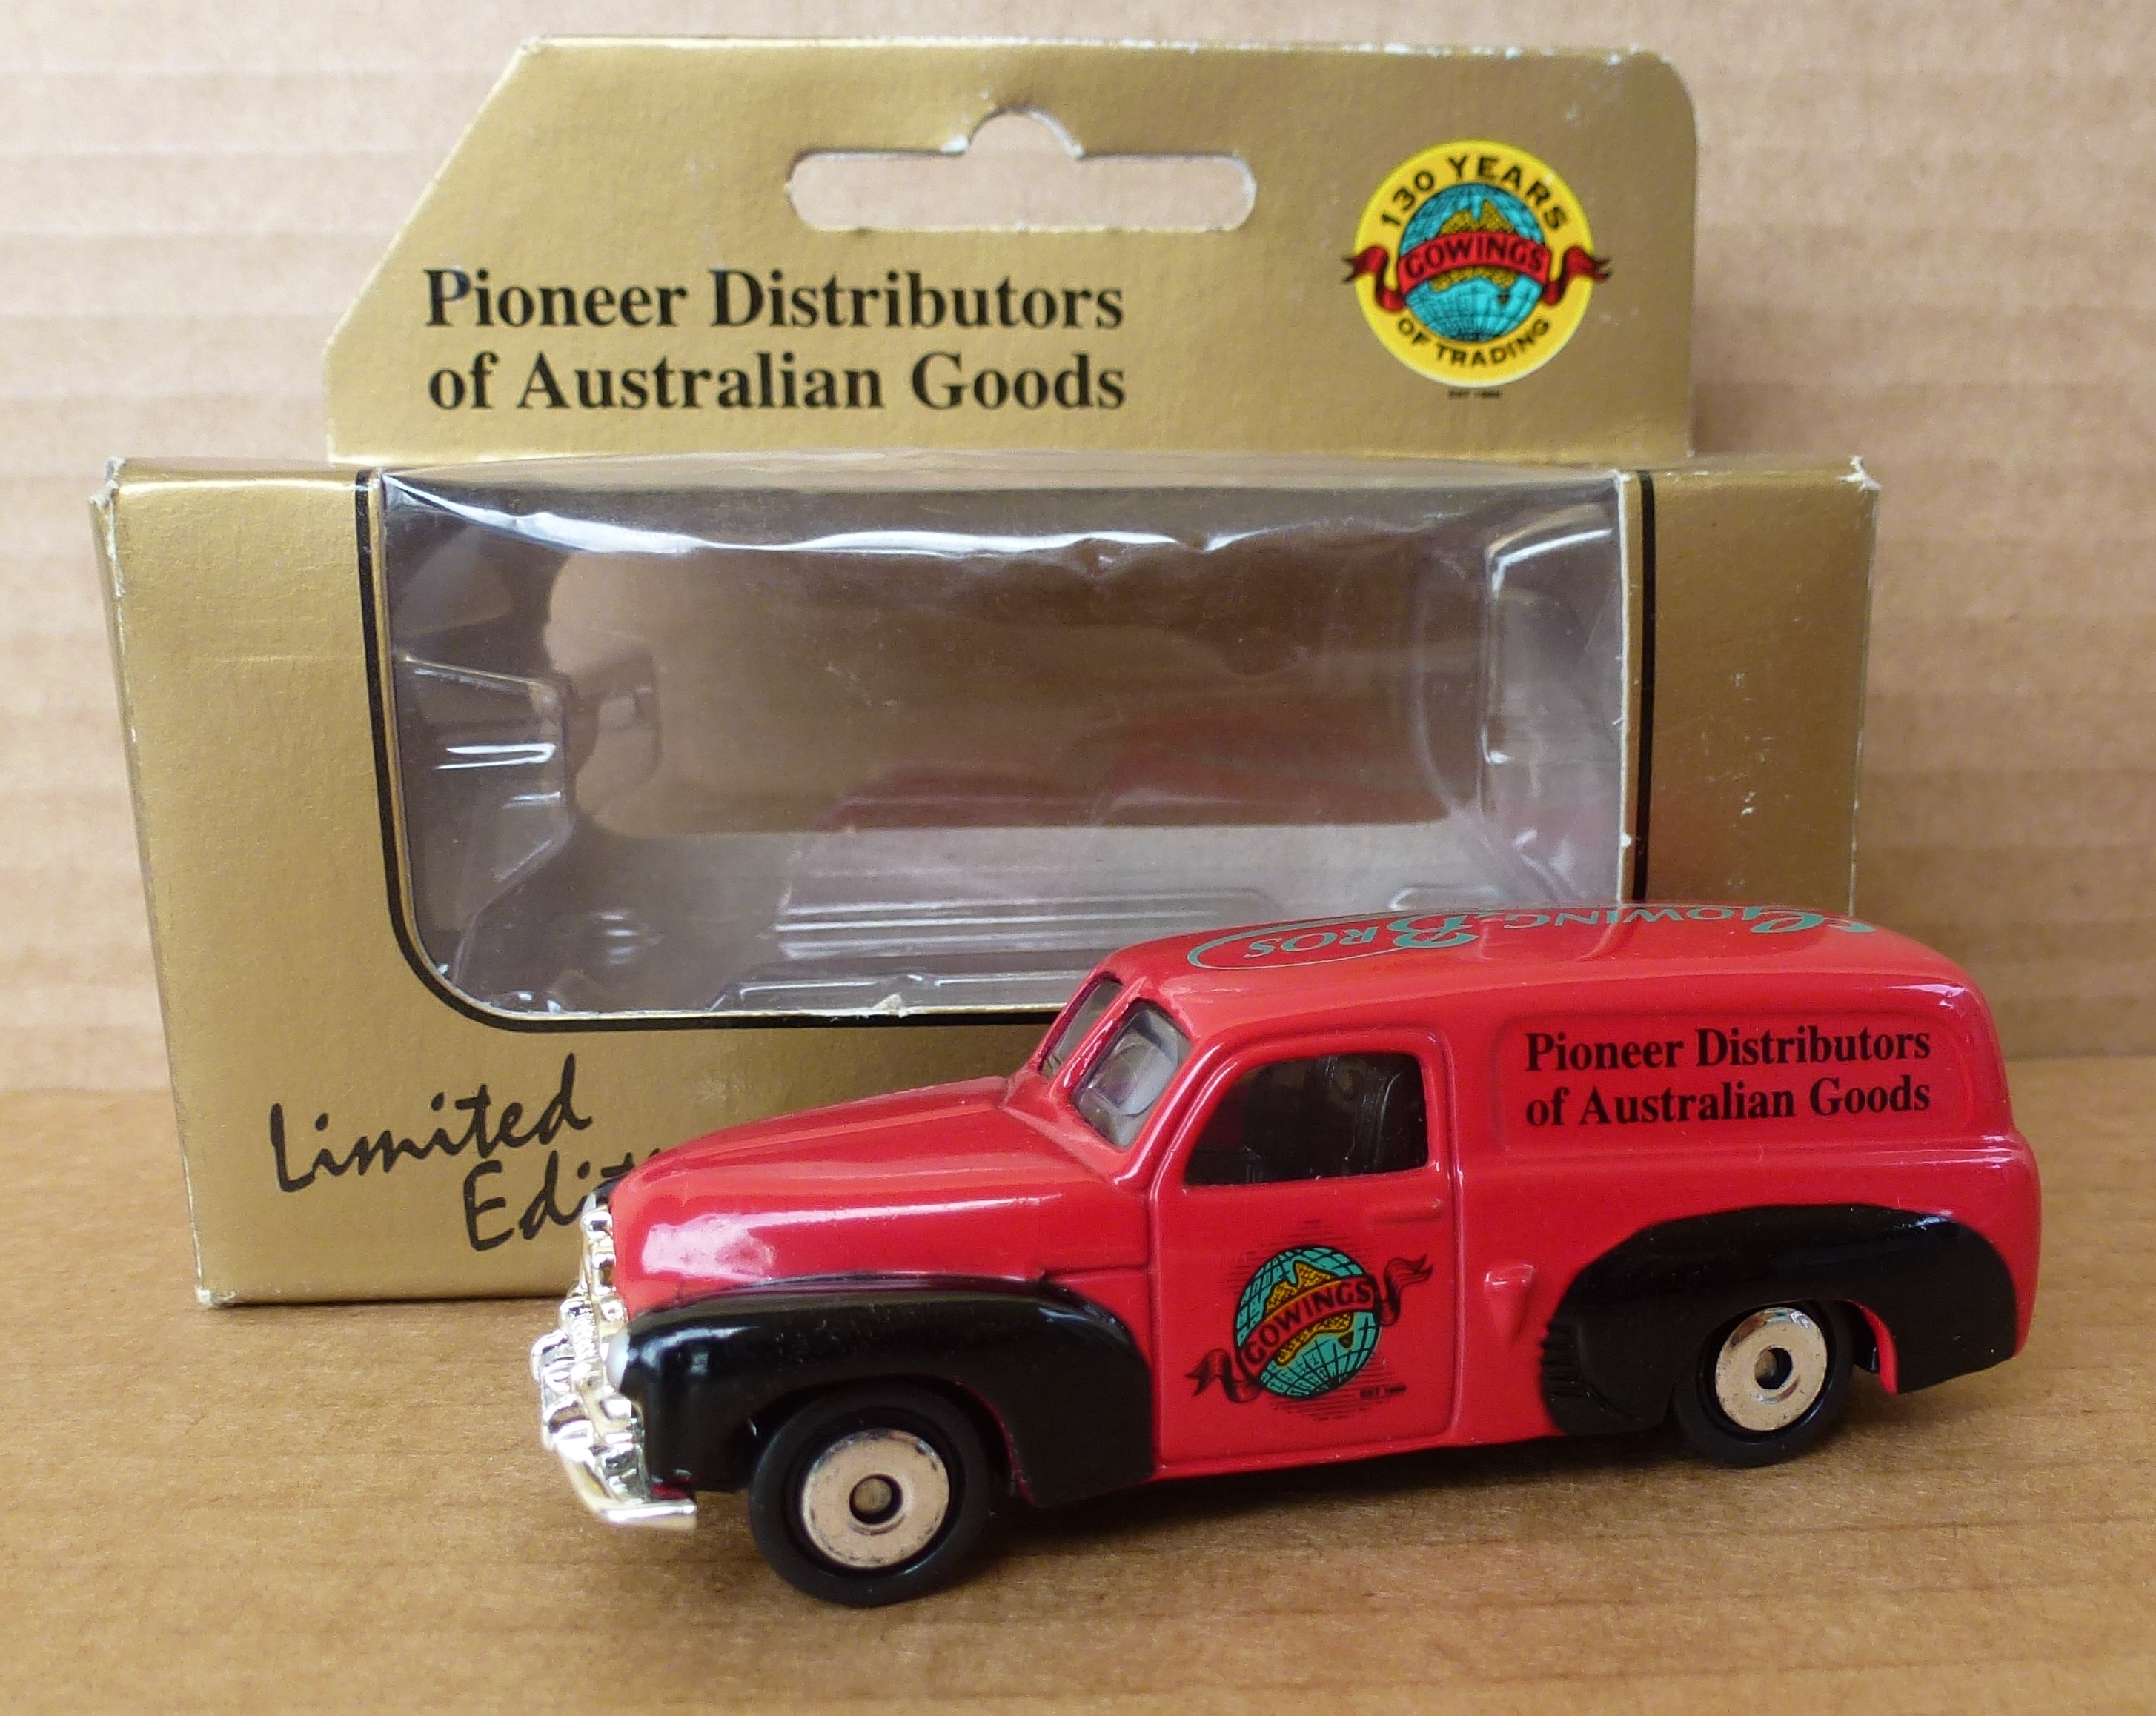 130 YEARS
GOWINGS
OF TRADING
Pioneer Distributors
of Australian Goods
GOWING BROS
Pioneer Distributors
of Australian Goods
Limited
GOWINGS